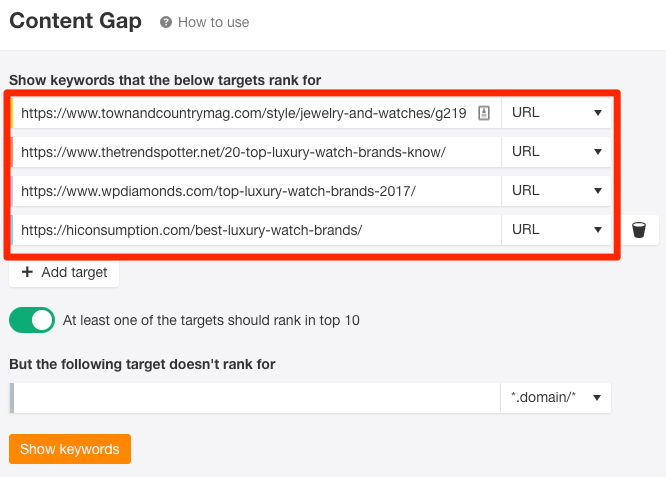 Content Gap ? How to use
Show keywords that the below targets rank for
https://www.townandcountrymag.com/style/jewelry-and-watches/g219 URL
https://www.thetrendspotter.net/20-top-luxury-watch-brands-know/ URL
https://www.wpdiamonds.com/top-luxury-watch-brands-2017/ URL
https://hiconsumption.com/best-luxury-watch-brands/ URL
+ Add target
At least one of the targets should rank in top 10
But the following target doesn't rank for
*.domain/*
Show keywords